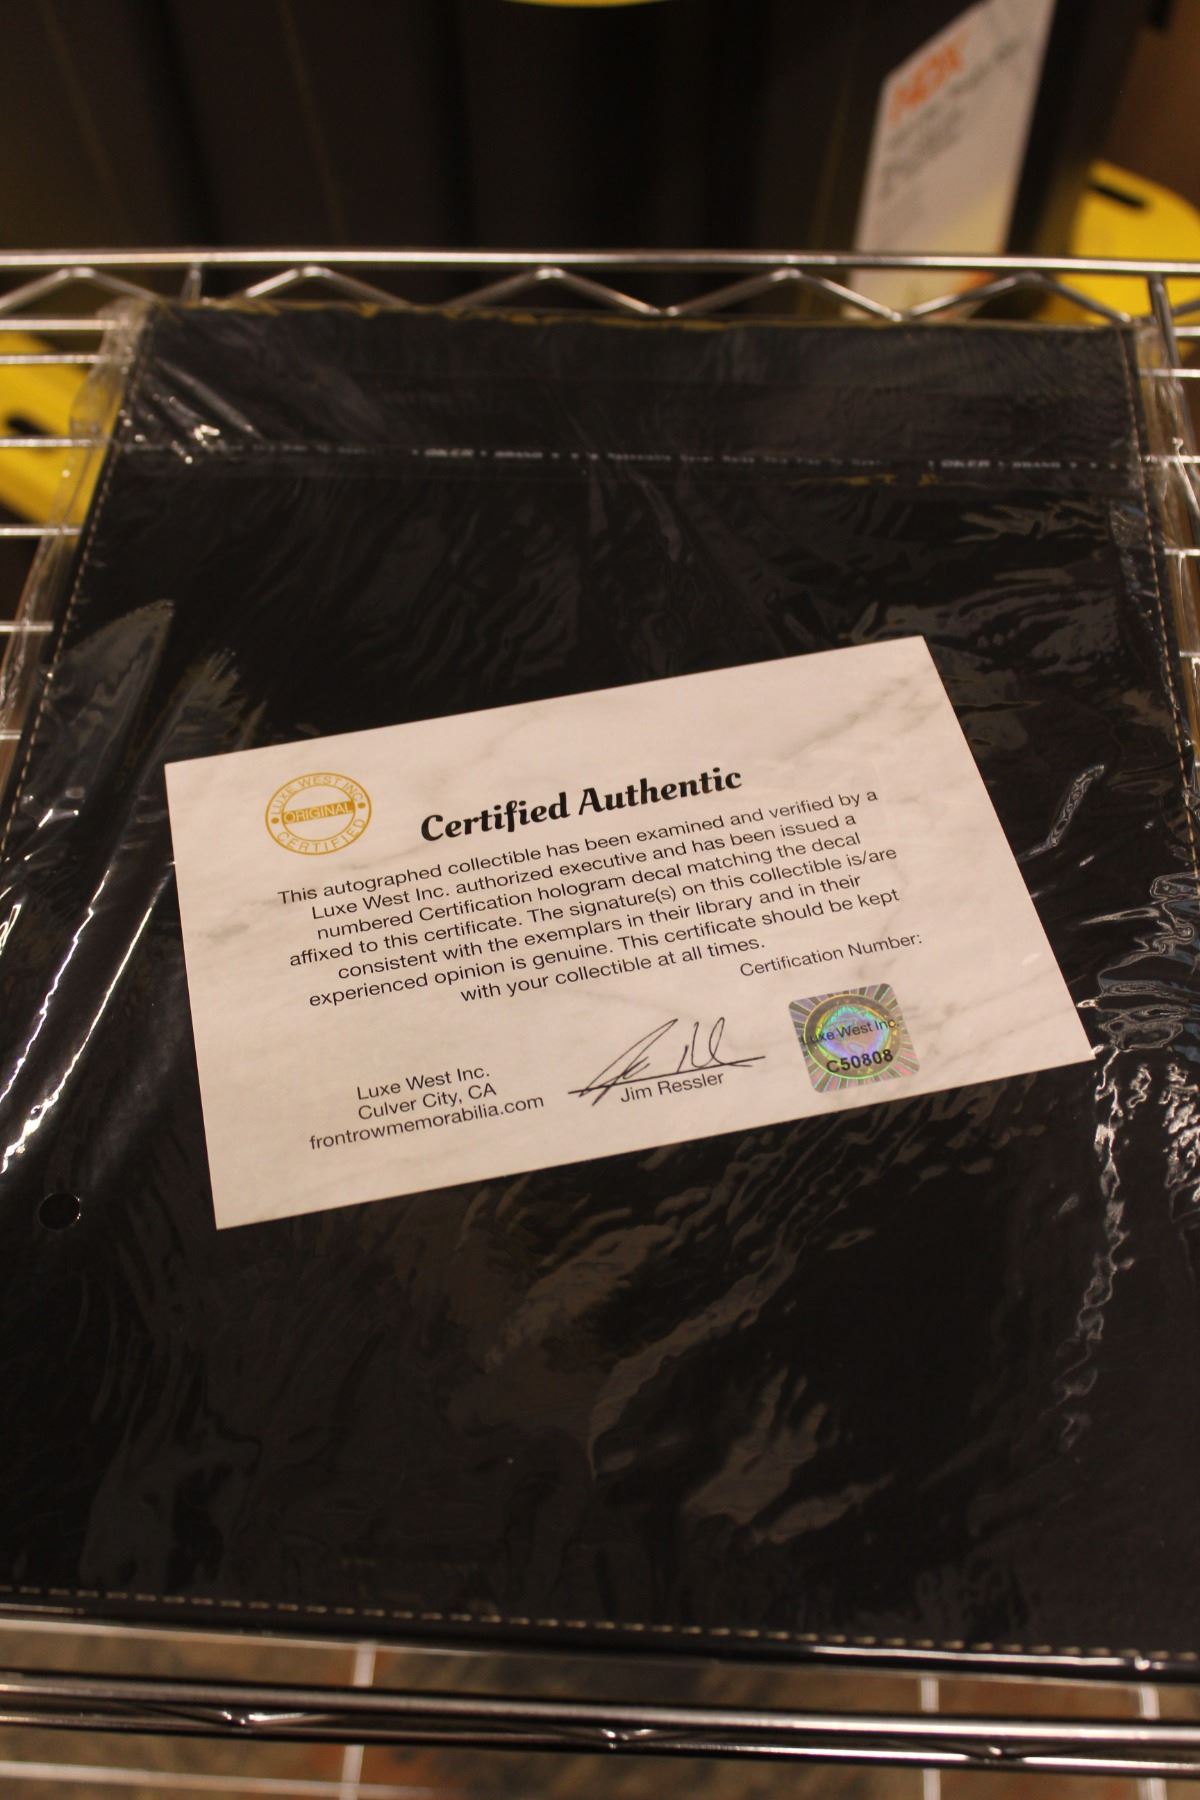 HDX
LUXE WEST INC
ORIGINAL
CERTIFIED
Certified Authentic
This autographed collectible has been examined and verified by a
Luxe West Inc. authorized executive and has been issued a
numbered Certification hologram decal matching the decal
affixed to this certificate. The signature(s) on this collectible is/are
consistent with the exemplars in their library and in their
experienced opinion is genuine. This certificate should be kept
with your collectible at all times.
Certification Number:
Luxe West Inc.
C50808
Luxe West Inc.
Culver City, CA
frontrowmemorabilia.com
Jim Ressler